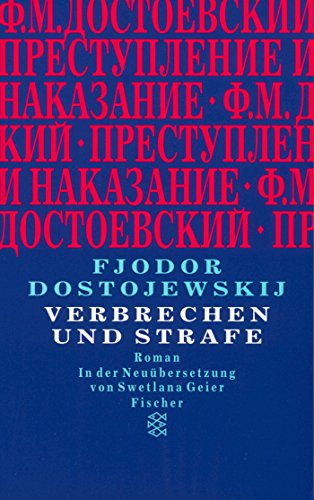 Ф.М. ДОСТОЕВСКИЙ
ПРЕСТУПЛЕНИЕ И
НАКАЗАНИЕ · Ф.М. Д
КИЙ · ПРЕСТУПЛЕН
И НАКАЗАНИЕ · Ф.М
ДОСТОЕВСКИЙ · ПР
FJODOR
DOSTOJEWSKIJ
VERBRECHEN
UND STRAFE
Roman
In der Neuübersetzung
von Swetlana Geier
Fischer